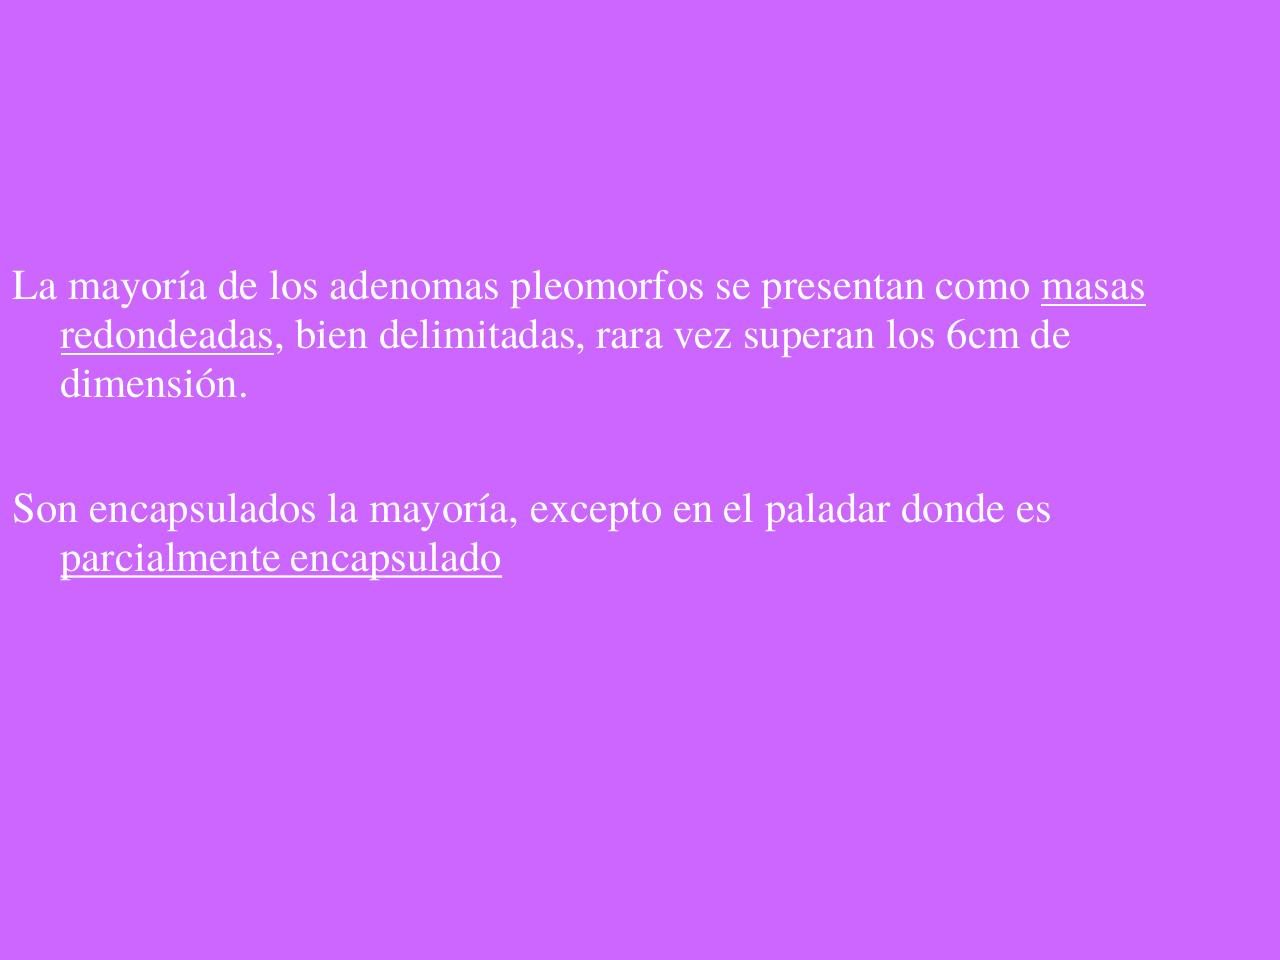 La mayoría de los adenomas pleomorfos se presentan como masas
redondeadas, bien delimitadas, rara vez superan los 6cm de
dimensión.
Son encapsulados la mayoría, excepto en el paladar donde es
parcialmente encapsulado